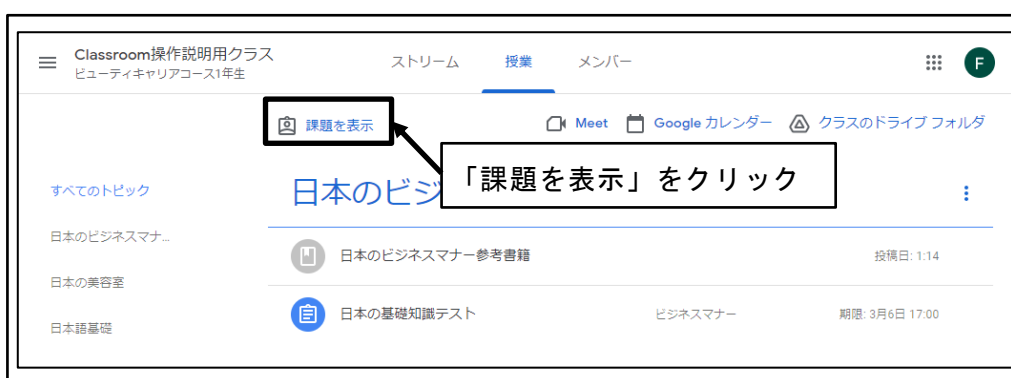 Classroom操作説明用クラス
ビューティキャリアコース1年生
ストリーム 授業 メンバー
F
課題を表示
Meet Google カレンダー クラスのドライブ フォルダ
「課題を表示」をクリック
すべてのトピック
日本のビジ
日本のビジネスマナ...
日本のビジネスマナー参考書籍 投稿日: 1:14
日本の美容室
日本の基礎知識テスト ビジネスマナー 期限: 3月6日 17:00
日本語基礎